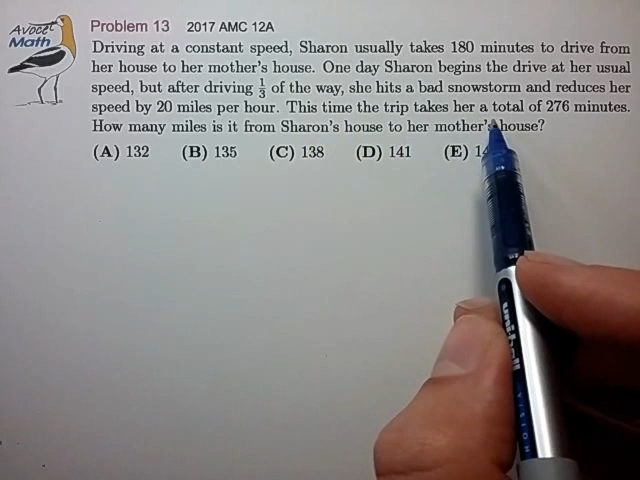 Avocet Math
Problem 13 2017 AMC 12A
Driving at a constant speed, Sharon usually takes 180 minutes to drive from
her house to her mother's house. One day Sharon begins the drive at her usual
speed, but after driving 1/3 of the way, she hits a bad snowstorm and reduces her
speed by 20 miles per hour. This time the trip takes her a total of 276 minutes.
How many miles is it from Sharon's house to her mother's house?
(A) 132 (B) 135 (C) 138 (D) 141 (E)
uni-ball
VISION